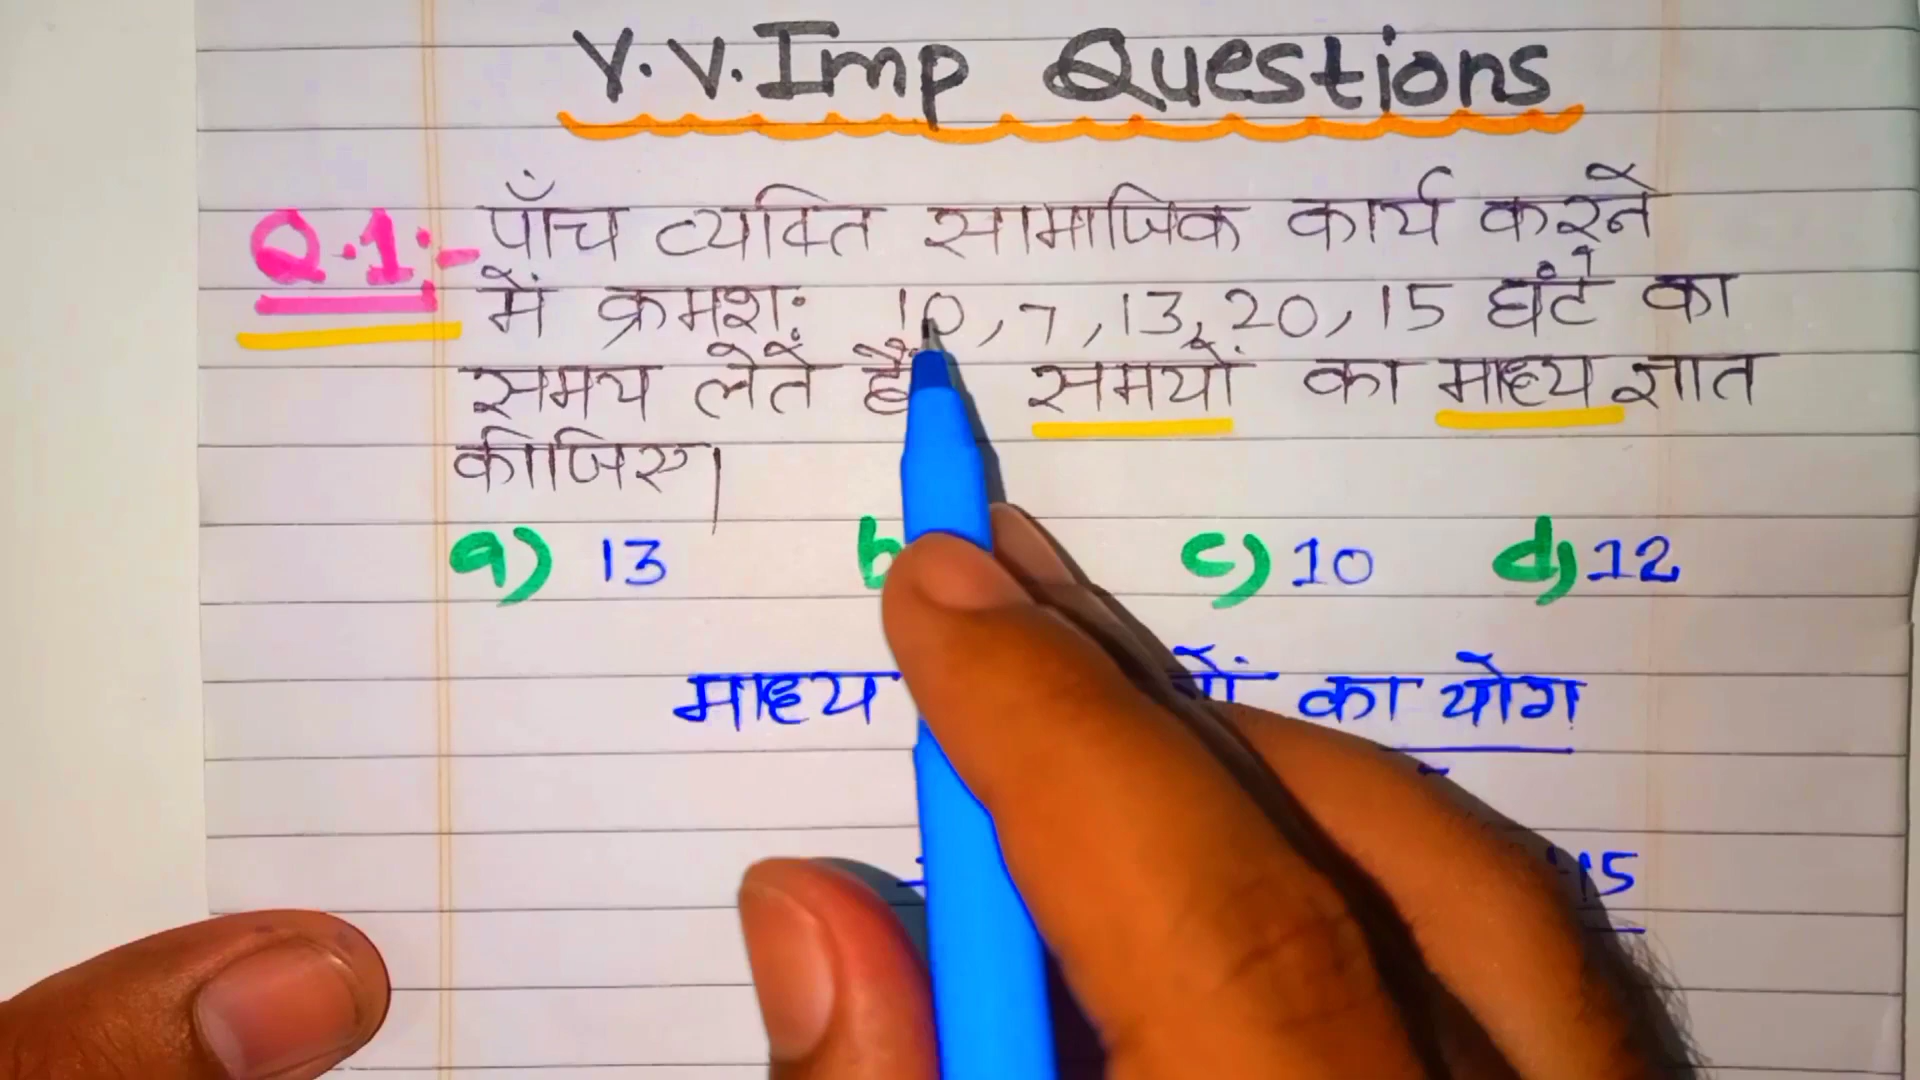 V.V.Imp Questions
Q.1:- पाँच व्यक्ति सामाजिक कार्य करने
में क्रमश: 10, 7, 13, 20, 15 घंटे का
समय लेतें हैं समयों का माध्य ज्ञात
कीजिए।
a) 13 b c) 10 d) 12
माध्य का योग
15